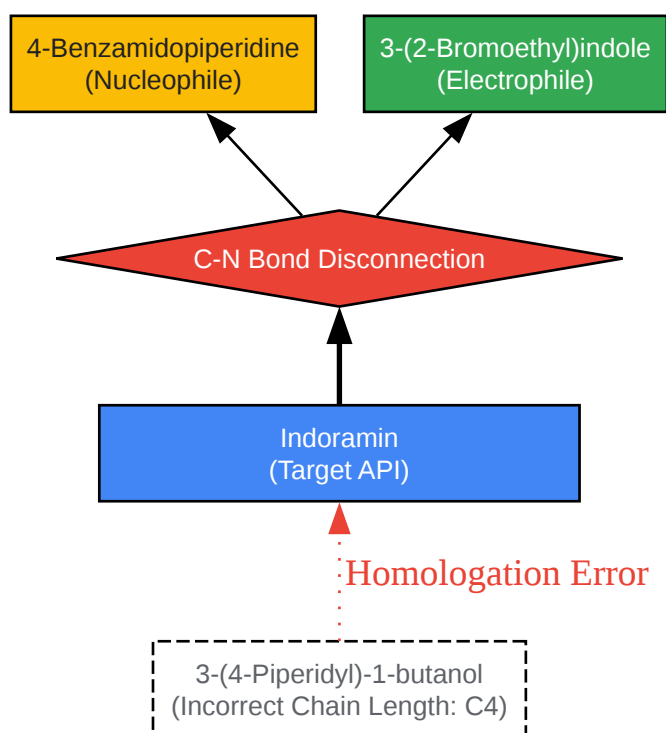 4-Benzamidopiperidine
(Nucleophile)
3-(2-Bromoethyl)indole
(Electrophile)
C-N Bond Disconnection
Indoramin
(Target API)
Homologation Error
3-(4-Piperidyl)-1-butanol
(Incorrect Chain Length: C4)